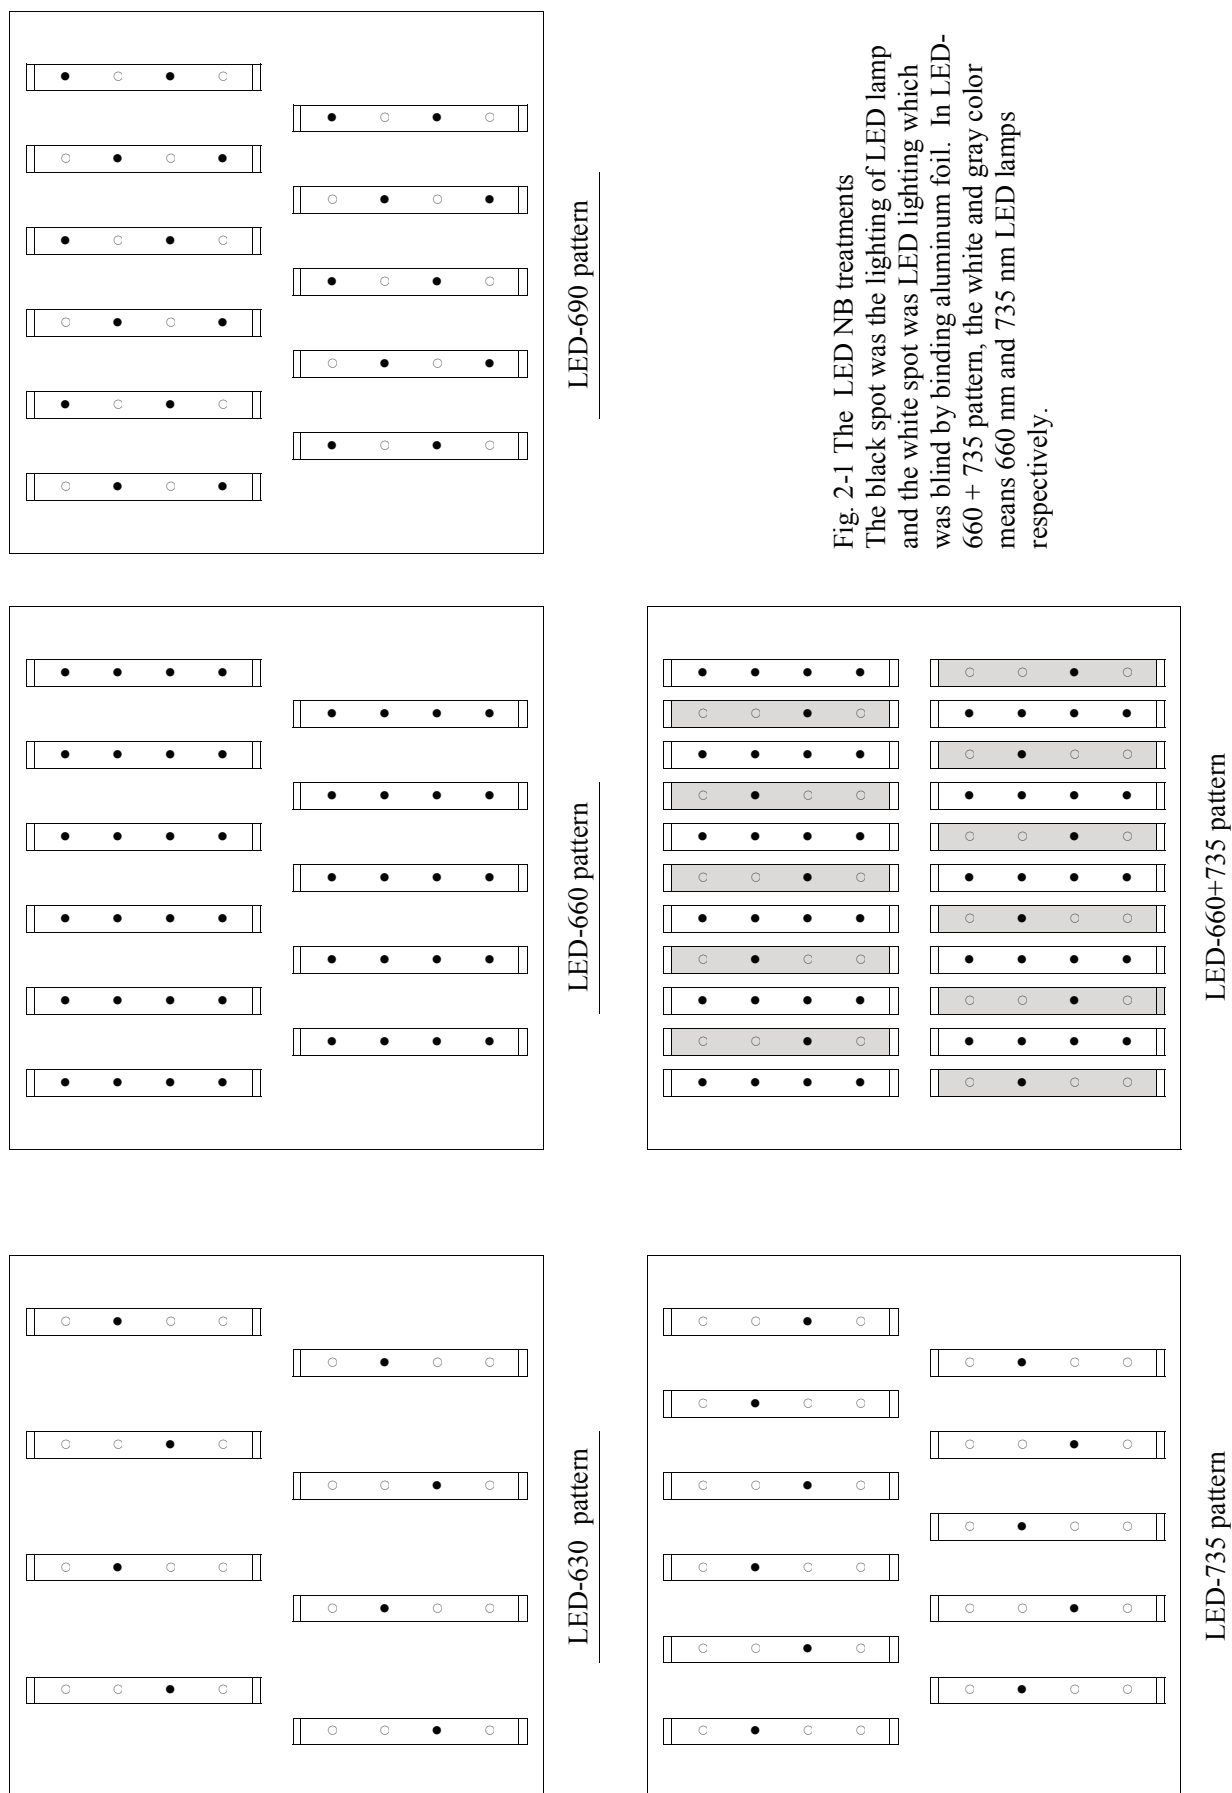 LED-630 pattern
LED-660 pattern
LED-690 pattern
LED-735 pattern
LED-660+735 pattern
Fig. 2-1 The LED NB treatments
The black spot was the lighting of LED lamp
and the white spot was LED lighting which
was blind by binding aluminum foil. In LED-
660 + 735 pattern, the white and gray color
means 660 nm and 735 nm LED lamps
respectively.